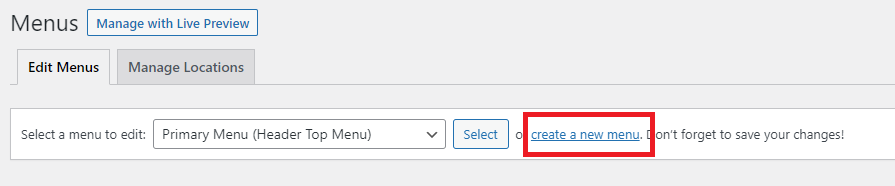 Menus Manage with Live Preview
Edit Menus Manage Locations
Select a menu to edit: Primary Menu (Header Top Menu) Select o create a new menu. Don't forget to save your changes!